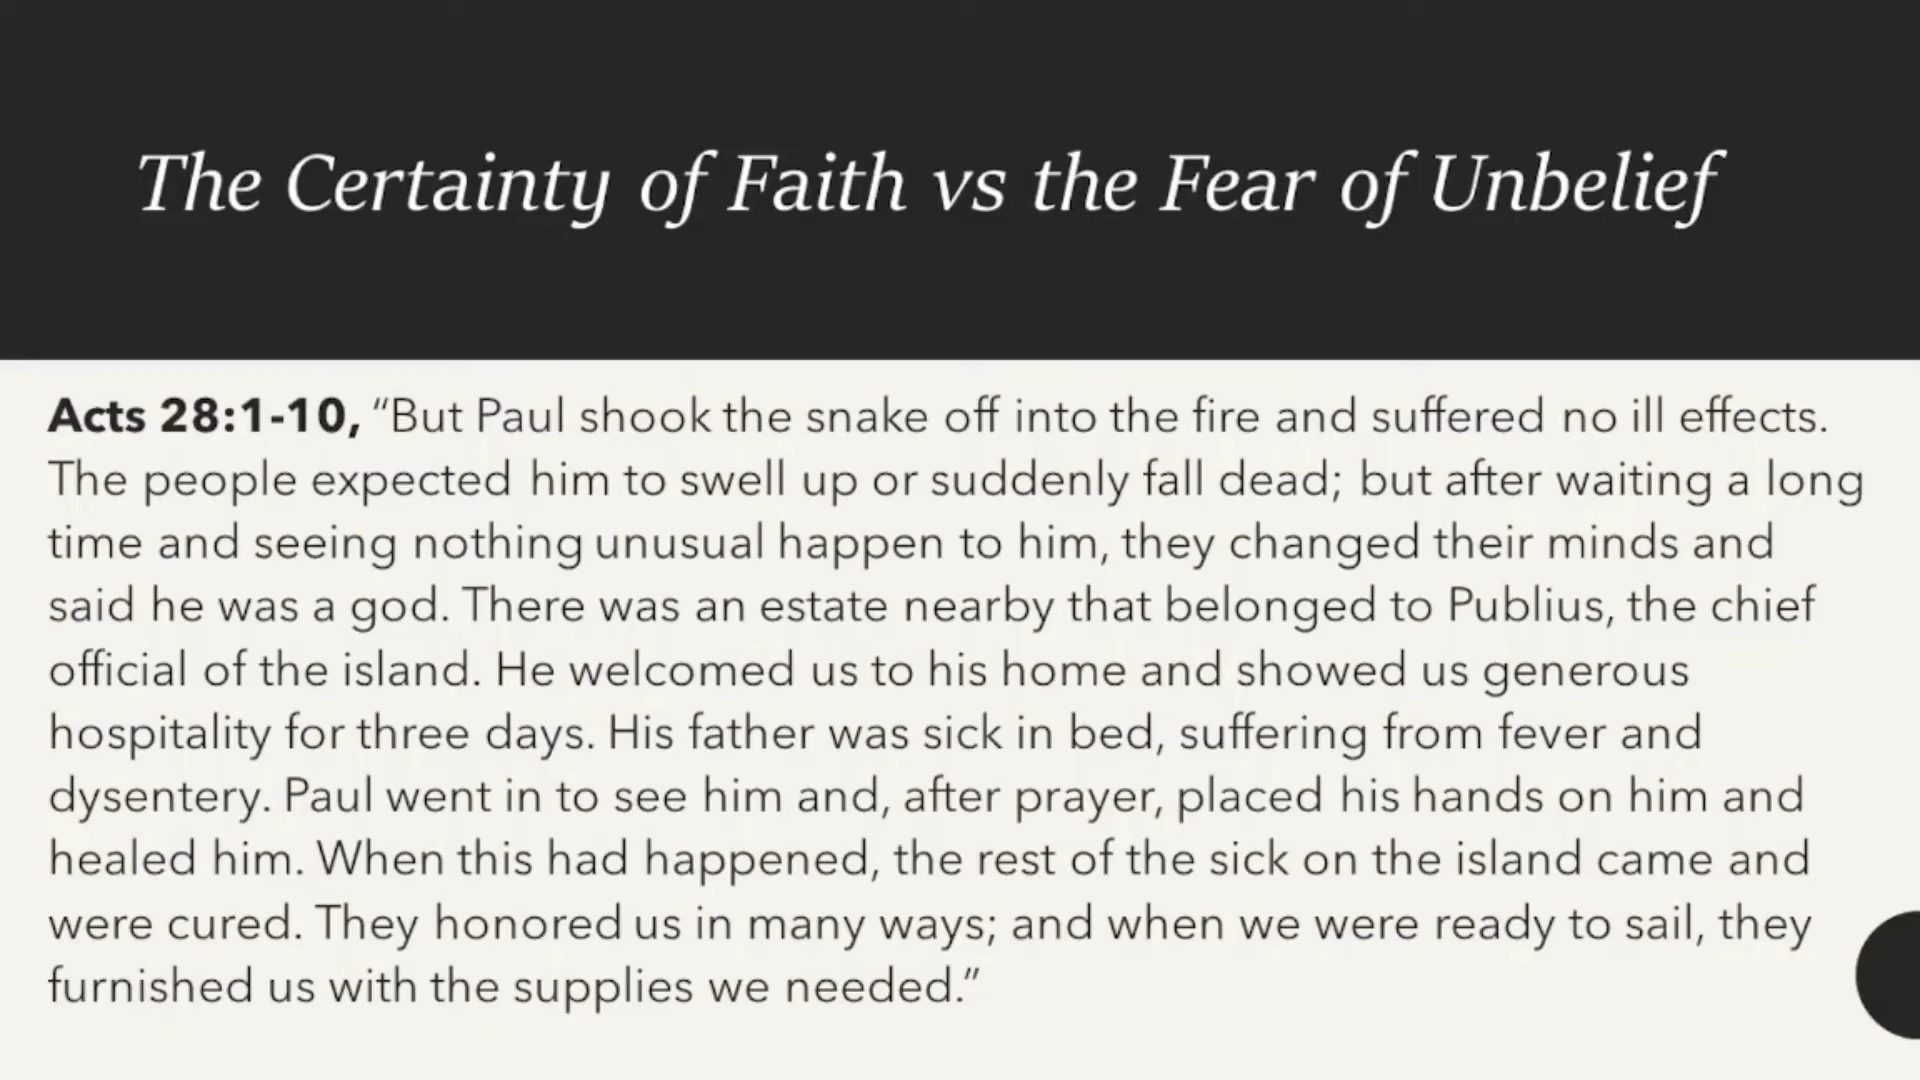 The Certainty of Faith vs the Fear of Unbelief
Acts 28:1-10, “But Paul shook the snake off into the fire and suffered no ill effects.
The people expected him to swell up or suddenly fall dead; but after waiting a long
time and seeing nothing unusual happen to him, they changed their minds and
said he was a god. There was an estate nearby that belonged to Publius, the chief
official of the island. He welcomed us to his home and showed us generous
hospitality for three days. His father was sick in bed, suffering from fever and
dysentery. Paul went in to see him and, after prayer, placed his hands on him and
healed him. When this had happened, the rest of the sick on the island came and
were cured. They honored us in many ways; and when we were ready to sail, they
furnished us with the supplies we needed.”